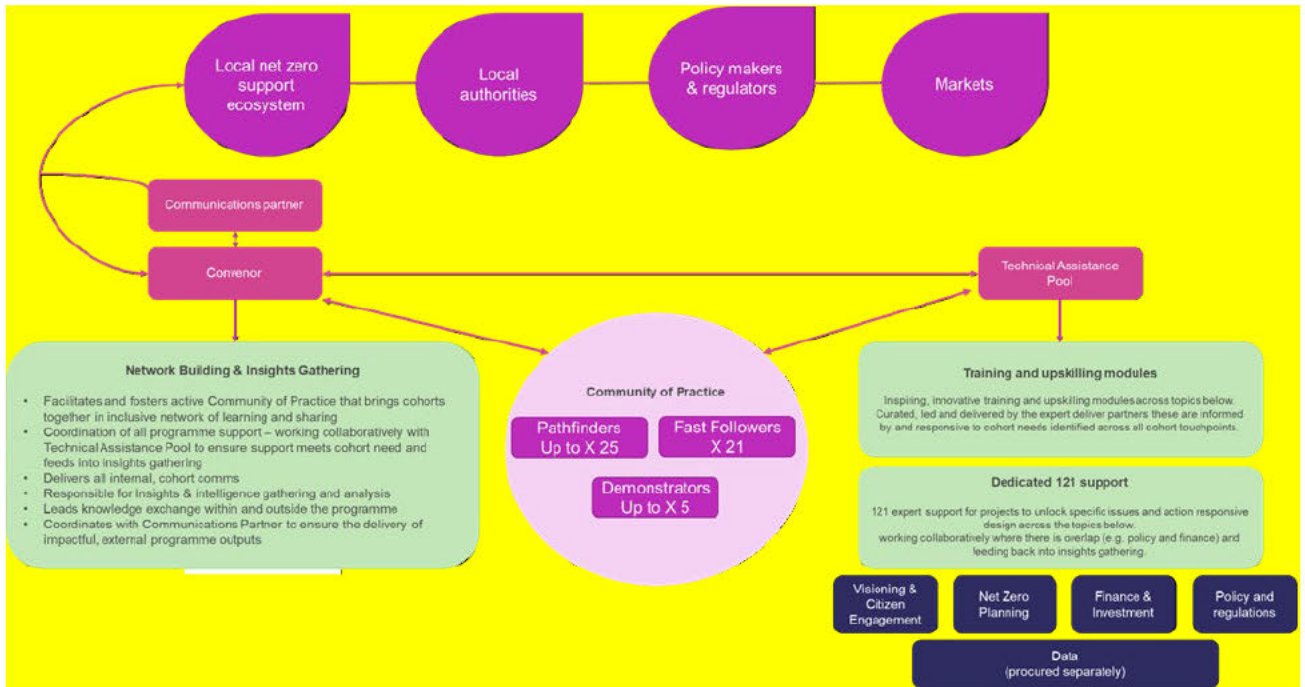 Local net zero
support
ecosystem
Local
authorities
Policy makers
& regulators
Markets
Communications partner
Convenor
Technical Assistance
Pool
Network Building & Insights Gathering
• Facilitates and fosters active Community of Practice that brings cohorts
together in inclusive network of learning and sharing
• Coordination of all programme support – working collaboratively with
Technical Assistance Pool to ensure support meets cohort need and
feeds into insights gathering
• Delivers all internal, cohort comms
• Responsible for Insights & intelligence gathering and analysis
• Leads knowledge exchange within and outside the programme
• Coordinates with Communications Partner to ensure the delivery of
impactful, external programme outputs
Community of Practice
Pathfinders
Up to X 25
Fast Followers
X 21
Demonstrators
Up to X 5
Training and upskilling modules
Inspiring, innovative training and upskilling modules across topics below.
Curated, led and delivered by the expert deliver partners these are informed
by and responsive to cohort needs identified across all cohort touchpoints.
Dedicated 121 support
121 expert support for projects to unlock specific issues and action responsive
design across the topics below.
working collaboratively where there is overlap (e.g. policy and finance) and
feeding back into insights gathering.
Visioning &
Citizen
Engagement
Net Zero
Planning
Finance &
Investment
Policy and
regulations
Data
(procured separately)